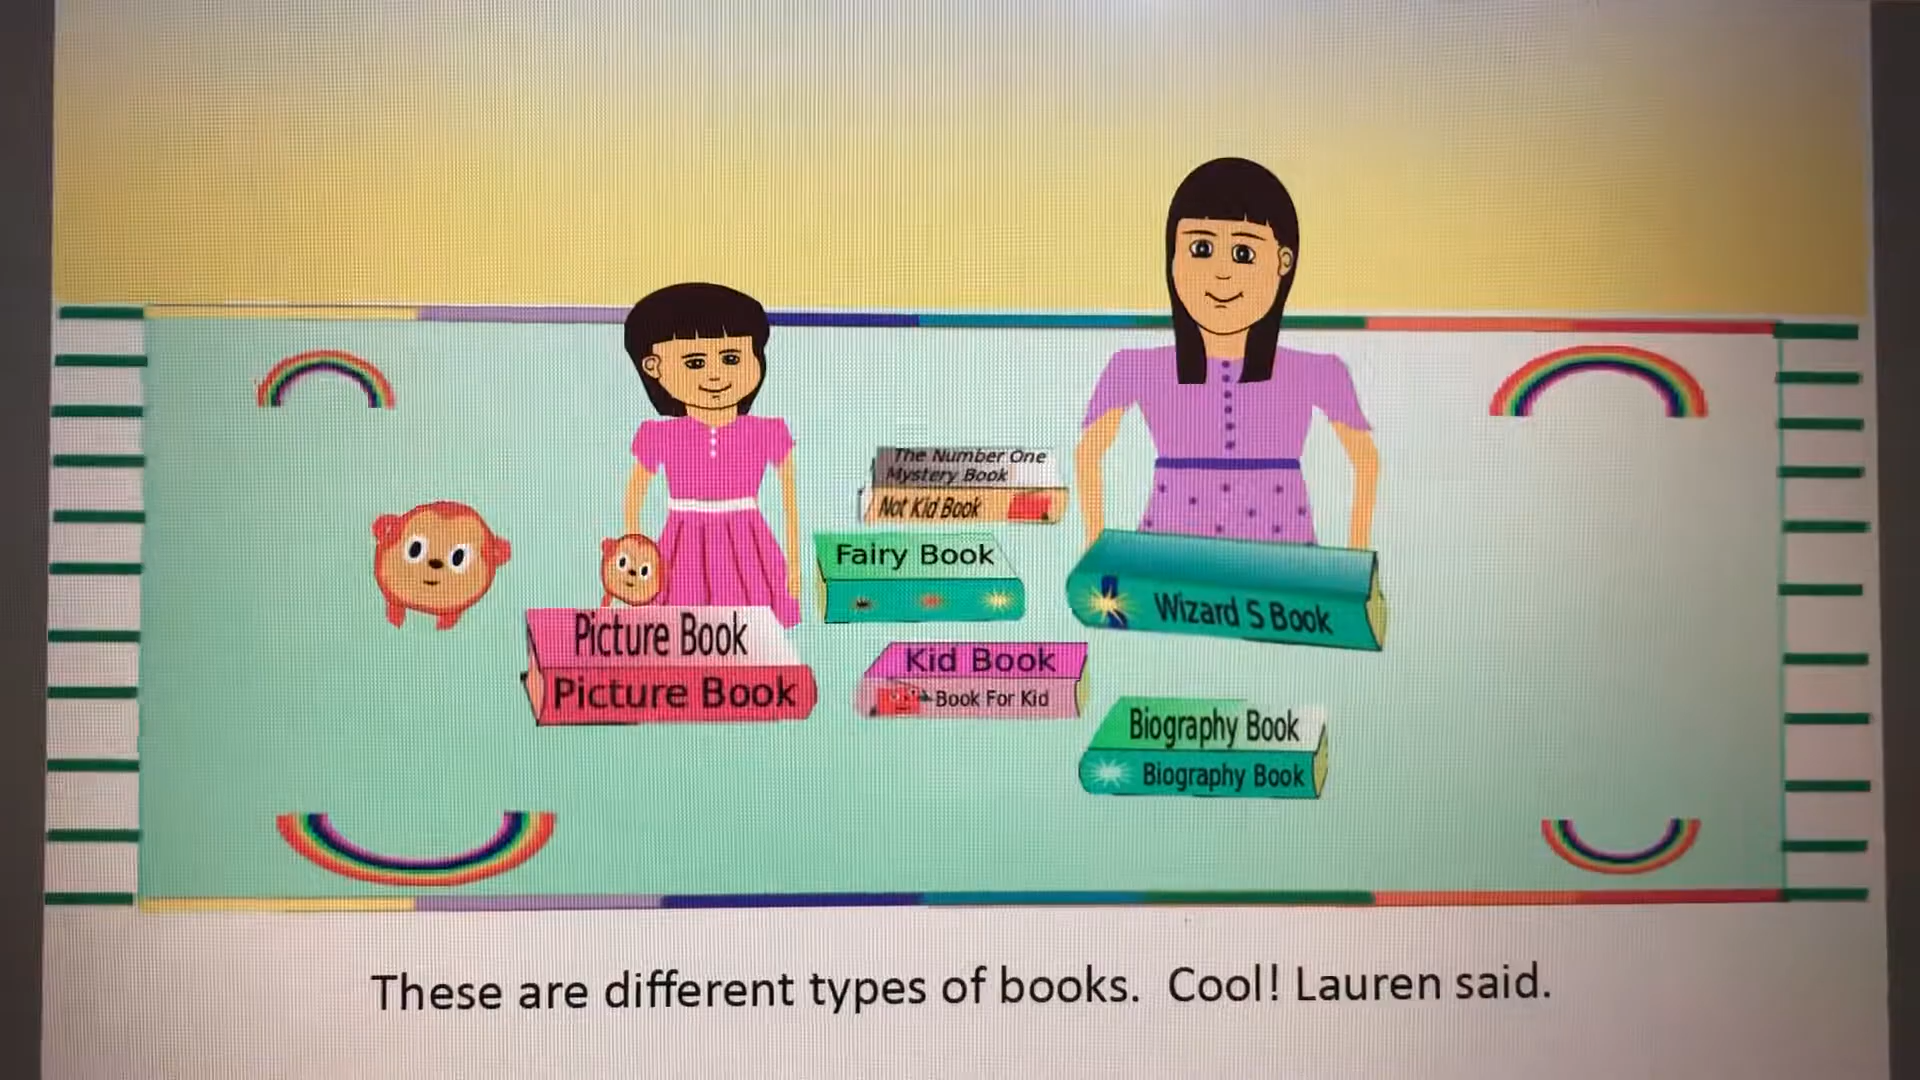 The Number One
Mystery Book
Not Kid Book
Fairy Book
Wizard S Book
Picture Book
Picture Book
Kid Book
Book For Kid
Biography Book
Biography Book
These are different types of books. Cool! Lauren said.